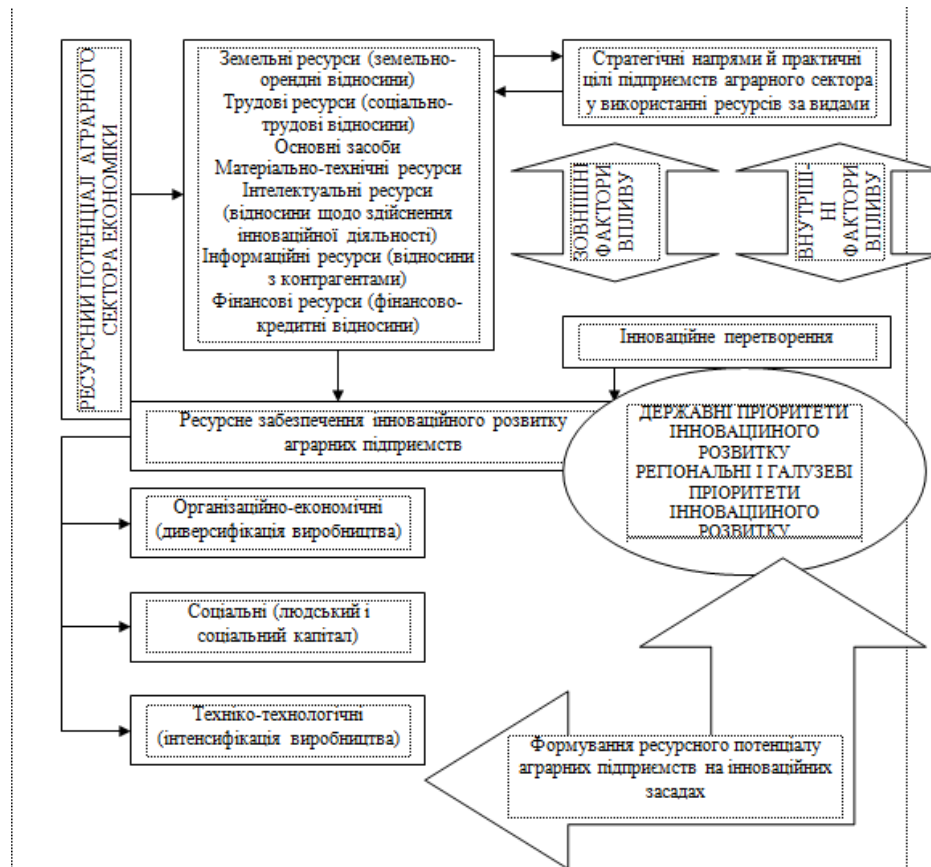 РЕСУРСНИЙ ПОТЕНЦІАЛ АГРАРНОГО
СЕКТОРА ЕКОНОМІКИ
Земельні ресурси (земельно-
орендні відносини)
Трудові ресурси (соціально-
трудові відносини)
Основні засоби
Матеріально-технічні ресурси
Інтелектуальні ресурси
(відносини щодо здійснення
інноваційної діяльності)
Інформаційні ресурси (відносини
з контрагентами)
Фінансові ресурси (фінансово-
кредитні відносини)
Стратегічні напрями й практичні
цілі підприємств аграрного сектора
у використанні ресурсів за видами
ЗОВНІШНІ
ФАКТОРИ
ВПЛИВУ
ВНУТРІШ-
НІ
ФАКТОРИ
ВПЛИВУ
Інноваційне перетворення
Ресурсне забезпечення інноваційного розвитку
аграрних підприємств
ДЕРЖАВНІ ПРІОРИТЕТИ
ІННОВАЦІЙНОГО
РОЗВИТКУ
РЕГІОНАЛЬНІ І ГАЛУЗЕВІ
ПРІОРИТЕТИ
ІННОВАЦІЙНОГО
РОЗВИТКУ
Організаційно-економічні
(диверсифікація виробництва)
Соціальні (людський і
соціальний капітал)
Техніко-технологічні
(інтенсифікація виробництва)
Формування ресурсного потенціалу
аграрних підприємств на інноваційних
засадах